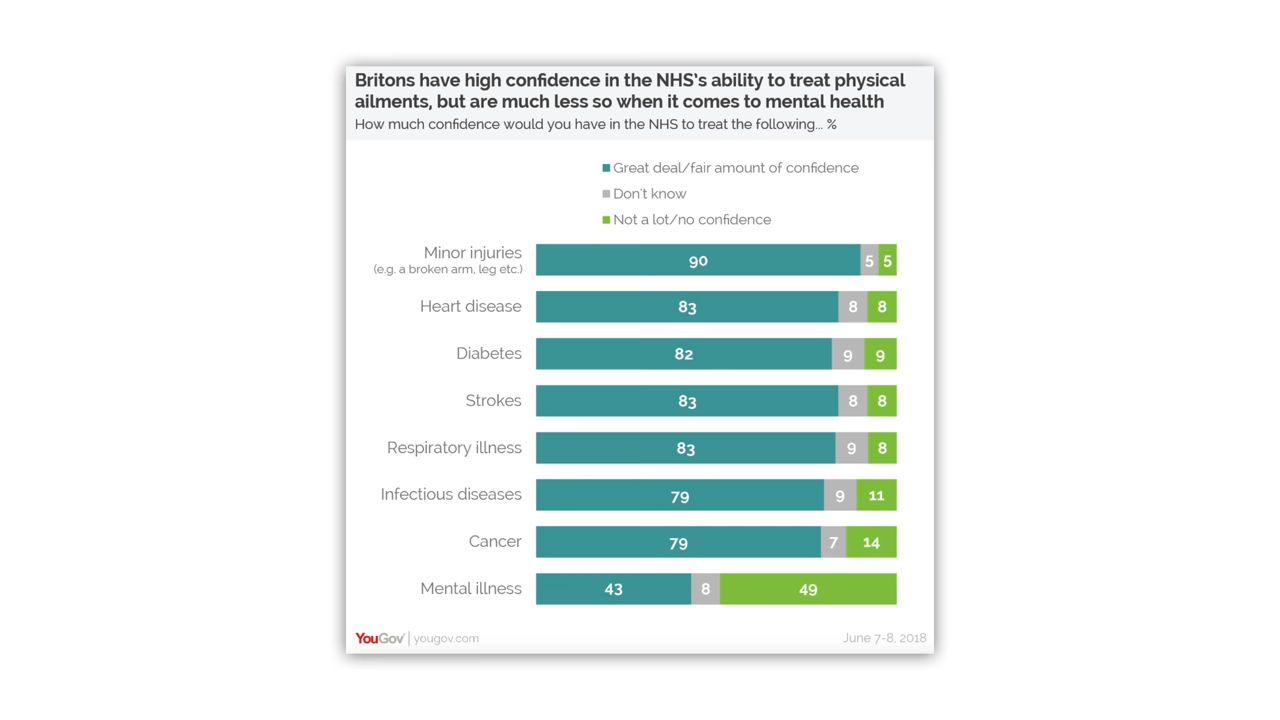 Britons have high confidence in the NHS's ability to treat physical
ailments, but are much less so when it comes to mental health
How much confidence would you have in the NHS to treat the following... %
Great deal/fair amount of confidence
Don't know
Not a lot/no confidence
Minor injuries
(e.g. a broken arm, leg etc.)
90 5 5
Heart disease 83 8 8
Diabetes 82 9 9
Strokes 83 8 8
Respiratory illness 83 9 8
Infectious diseases 79 9 11
Cancer 79 7 14
Mental illness 43 8 49
YouGov yougov.com June 7-8, 2018